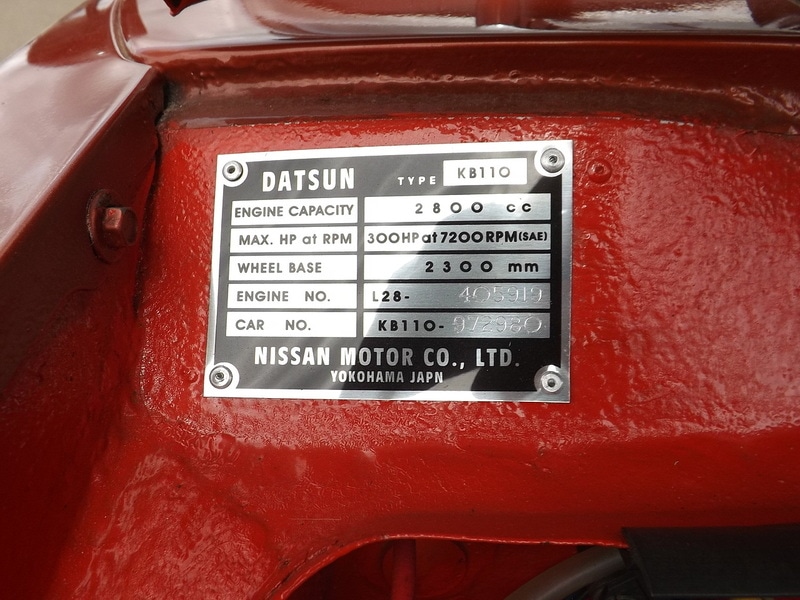 DATSUN TYPE KB110
ENGINE CAPACITY 2800 cc
MAX. HP at RPM 300HP at 7200RPM(SAE)
WHEEL BASE 2300 mm
ENGINE NO. L28- 405919
CAR NO. KB110- 972980
NISSAN MOTOR CO., LTD.
YOKOHAMA JAPN